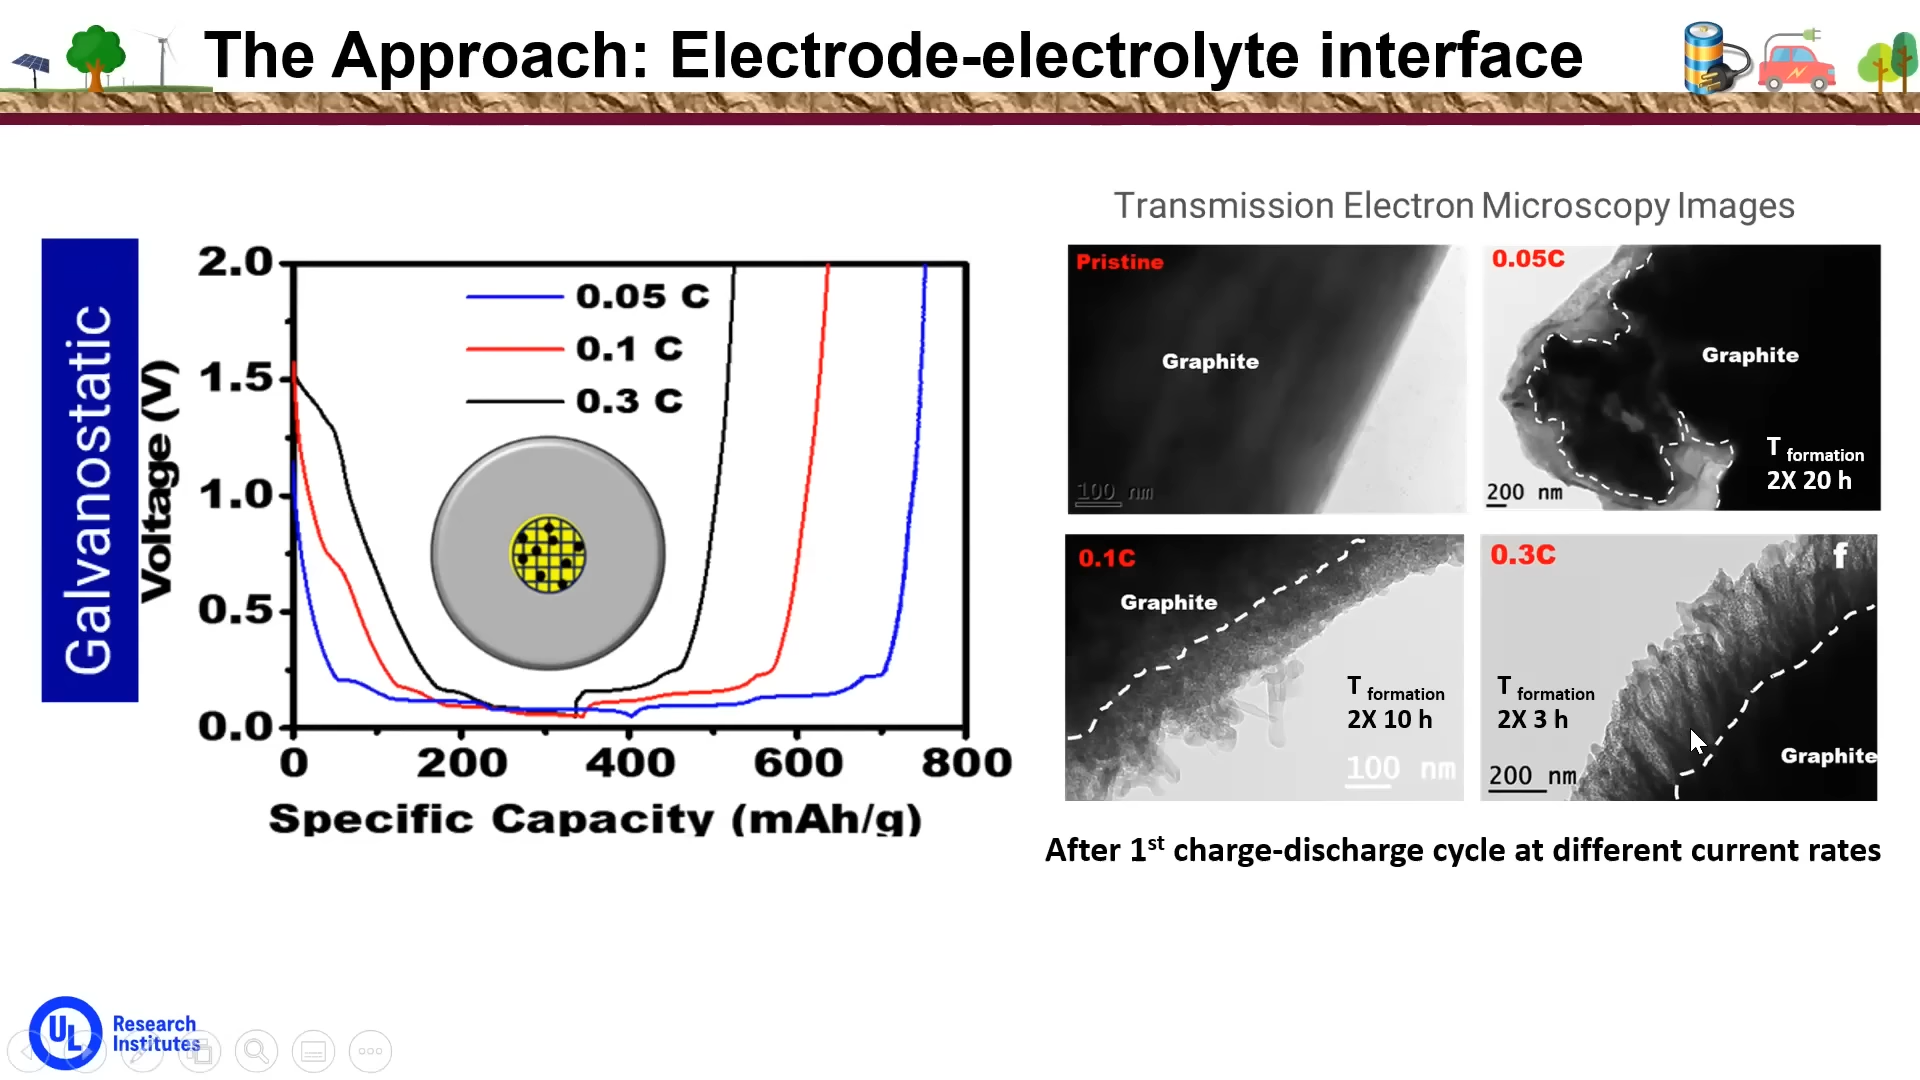 The Approach: Electrode-electrolyte interface
Galvanostatic
Voltage (V)
2.0
1.5
1.0
0.5
0.0
0.05 C
0.1 C
0.3 C
0 200 400 600 800
Specific Capacity (mAh/g)
Transmission Electron Microscopy Images
Pristine
Graphite
100 nm
0.05C
Graphite
T formation
2X 20 h
200 nm
0.1C
Graphite
T formation
2X 10 h
100 nm
0.3C
f
T formation
2X 3 h
Graphite
200 nm
After 1st charge-discharge cycle at different current rates
UL
Research
Institutes